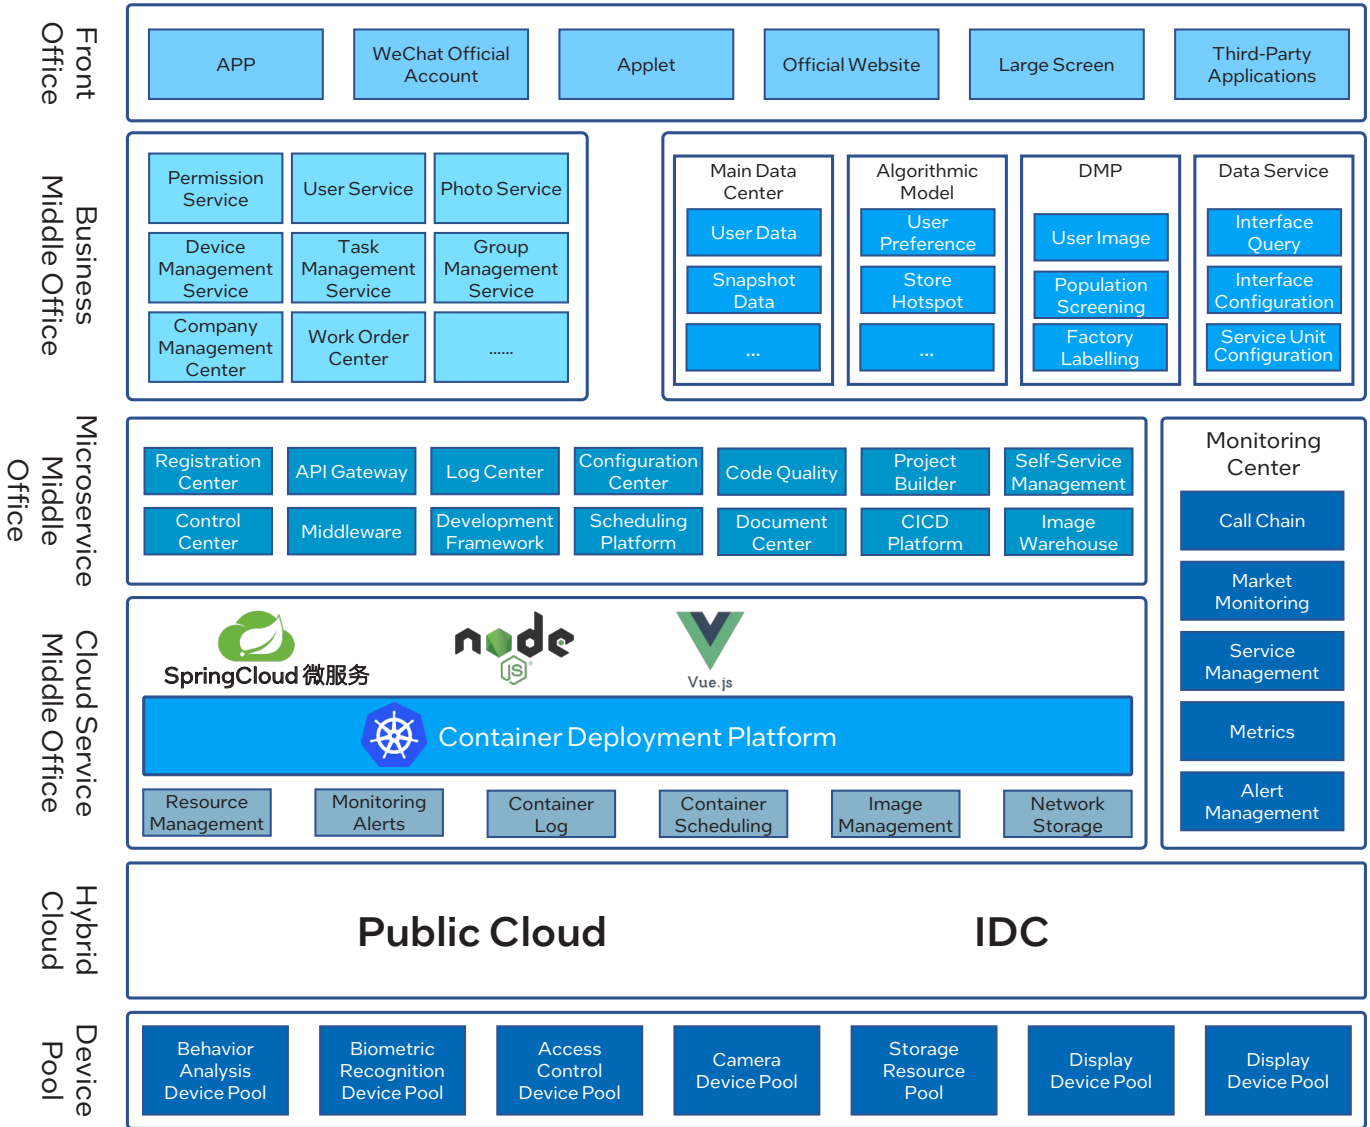 Front
Office
APP
WeChat Official
Account
Applet
Official Website
Large Screen
Third-Party
Applications
Business
Middle Office
Permission
Service
User Service
Photo Service
Device
Management
Service
Task
Management
Service
Group
Management
Service
Company
Management
Center
Work Order
Center
......
Main Data
Center
User Data
Snapshot
Data
...
Algorithmic
Model
User
Preference
Store
Hotspot
...
DMP
User Image
Population
Screening
Factory
Labelling
Data Service
Interface
Query
Interface
Configuration
Service Unit
Configuration
Microservice
Middle
Office
Registration
Center
API Gateway
Log Center
Configuration
Center
Code Quality
Project
Builder
Self-Service
Management
Control
Center
Middleware
Development
Framework
Scheduling
Platform
Document
Center
CICD
Platform
Image
Warehouse
Monitoring
Center
Call Chain
Market
Monitoring
Service
Management
Metrics
Alert
Management
Cloud Service
Middle Office
SpringCloud 微服务
node
JS®
Vue.js
Container Deployment Platform
Resource
Management
Monitoring
Alerts
Container
Log
Container
Scheduling
Image
Management
Network
Storage
Hybrid
Cloud
Public Cloud
IDC
Device
Pool
Behavior
Analysis
Device Pool
Biometric
Recognition
Device Pool
Access
Control
Device Pool
Camera
Device Pool
Storage
Resource
Pool
Display
Device Pool
Display
Device Pool